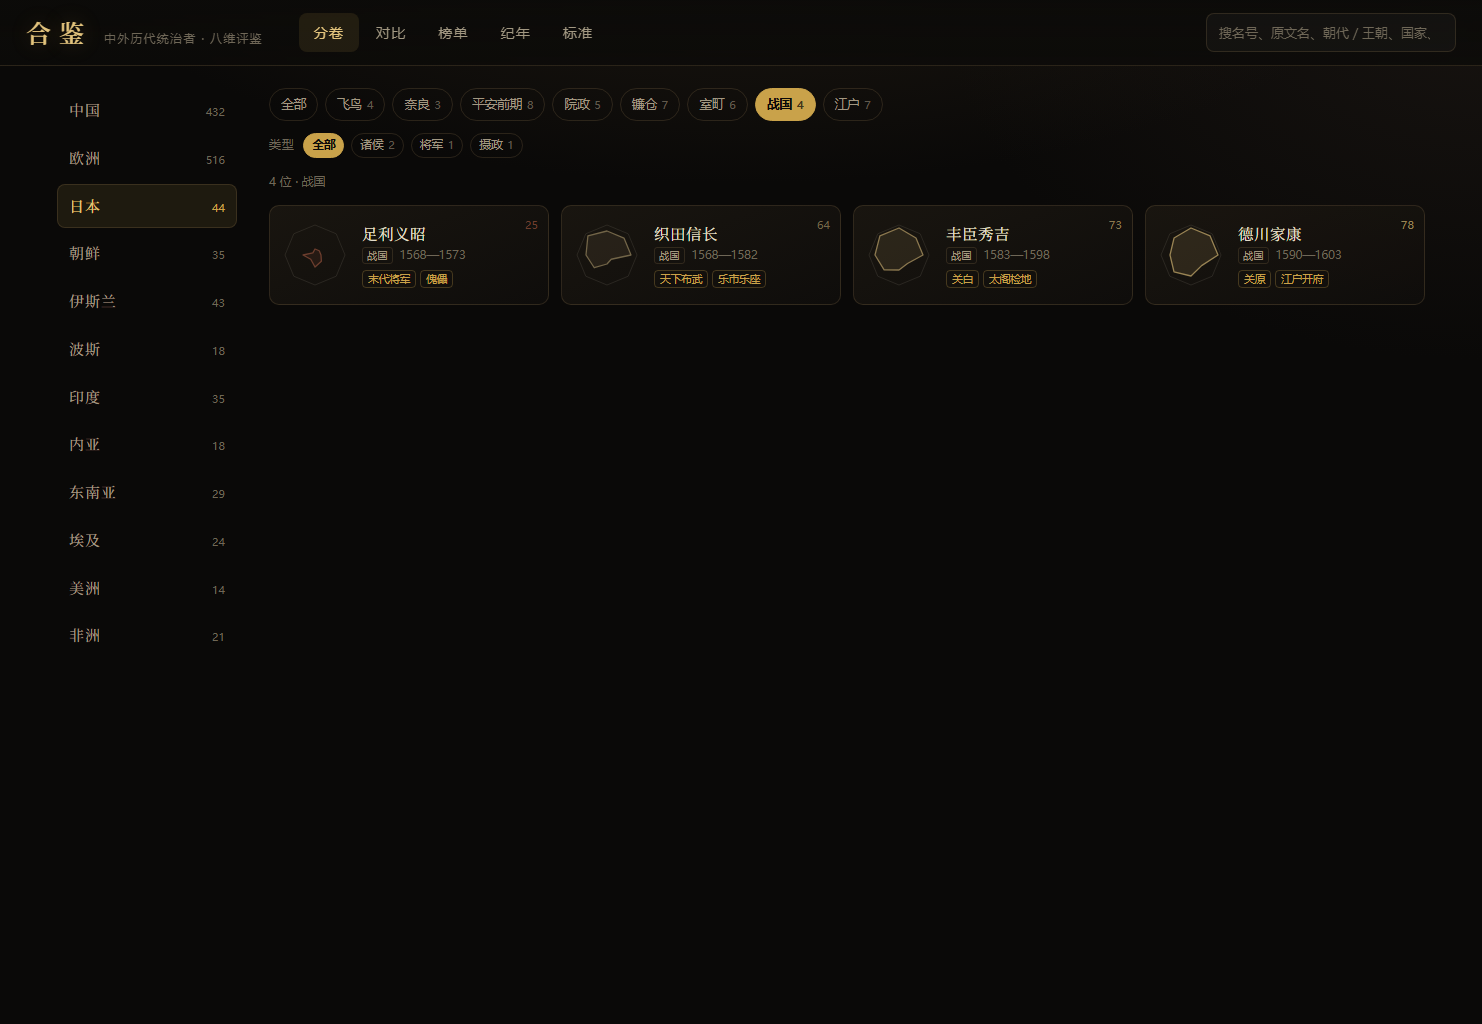 合鉴 中外历代统治者 · 八维评鉴 分卷 对比 榜单 纪年 标准 搜名号、原文名、朝代 / 王朝、国家、
中国 432
欧洲 516
日本 44
朝鲜 35
伊斯兰 43
波斯 18
印度 35
内亚 18
东南亚 29
埃及 24
美洲 14
非洲 21
全部 飞鸟 4 奈良 3 平安前期 8 院政 5 镰仓 7 室町 6 战国 4 江户 7
类型 全部 诸侯 2 将军 1 摄政 1
4 位 · 战国
足利义昭 25
战国 1568—1573
末代将军 傀儡
织田信长 64
战国 1568—1582
天下布武 乐市乐座
丰臣秀吉 73
战国 1583—1598
关白 太阁检地
德川家康 78
战国 1590—1603
关原 江户开府